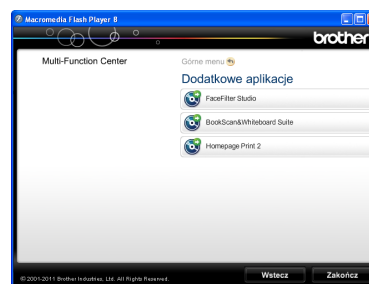 Macromedia Flash Player 8
brother
Multi-Function Center
Górne menu
Dodatkowe aplikacje
FaceFilter Studio
BookScan&Whiteboard Suite
Homepage Print 2
© 2001-2011 Brother Industries, Ltd. All Rights Reserved.
Wstecz
Zakończ